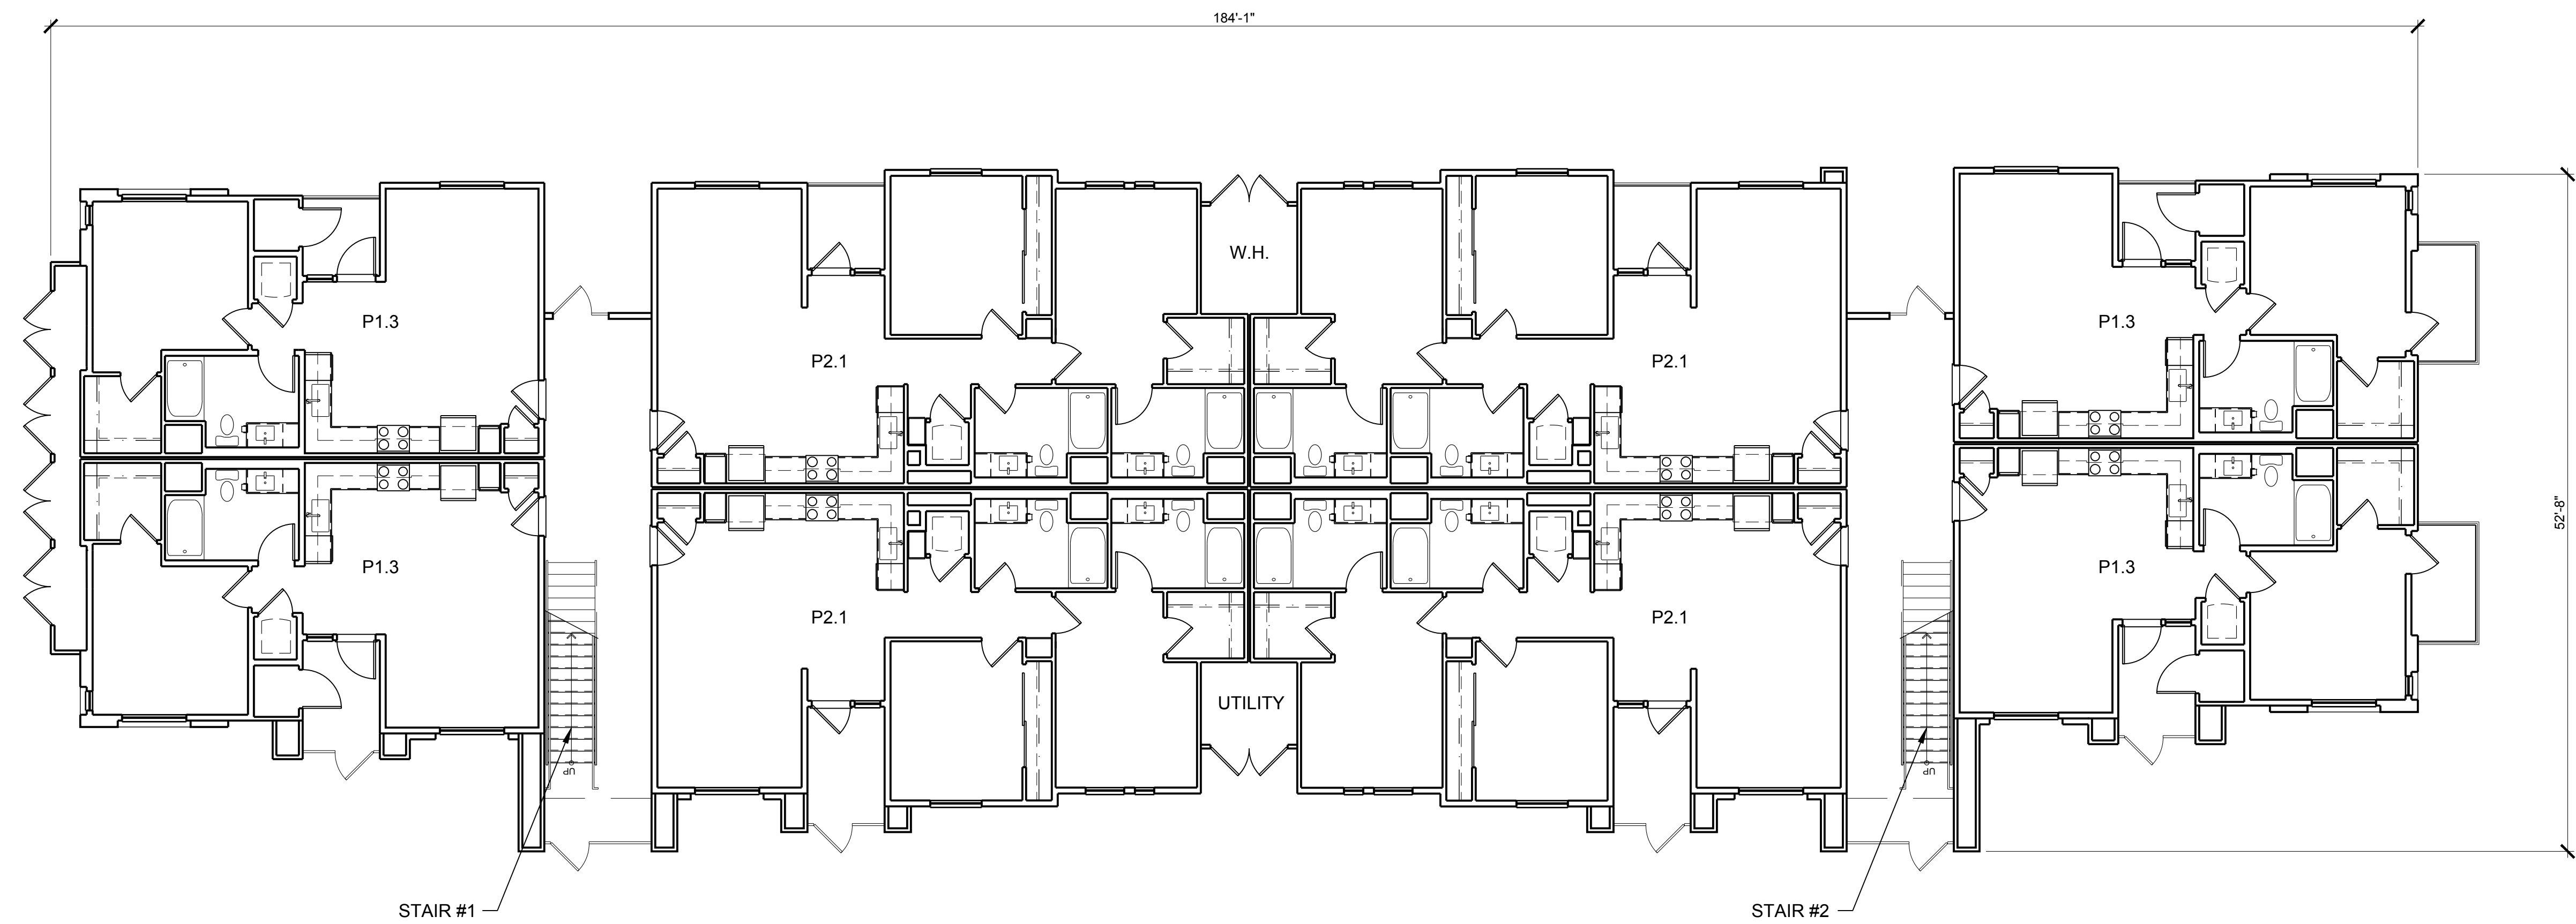 184'-1"
W.H.
P1.3
P1.3
P2.1
P2.1
52'-8"
P1.3
P1.3
P2.1
P2.1
UTILITY
UP
UP
STAIR #1
STAIR #2